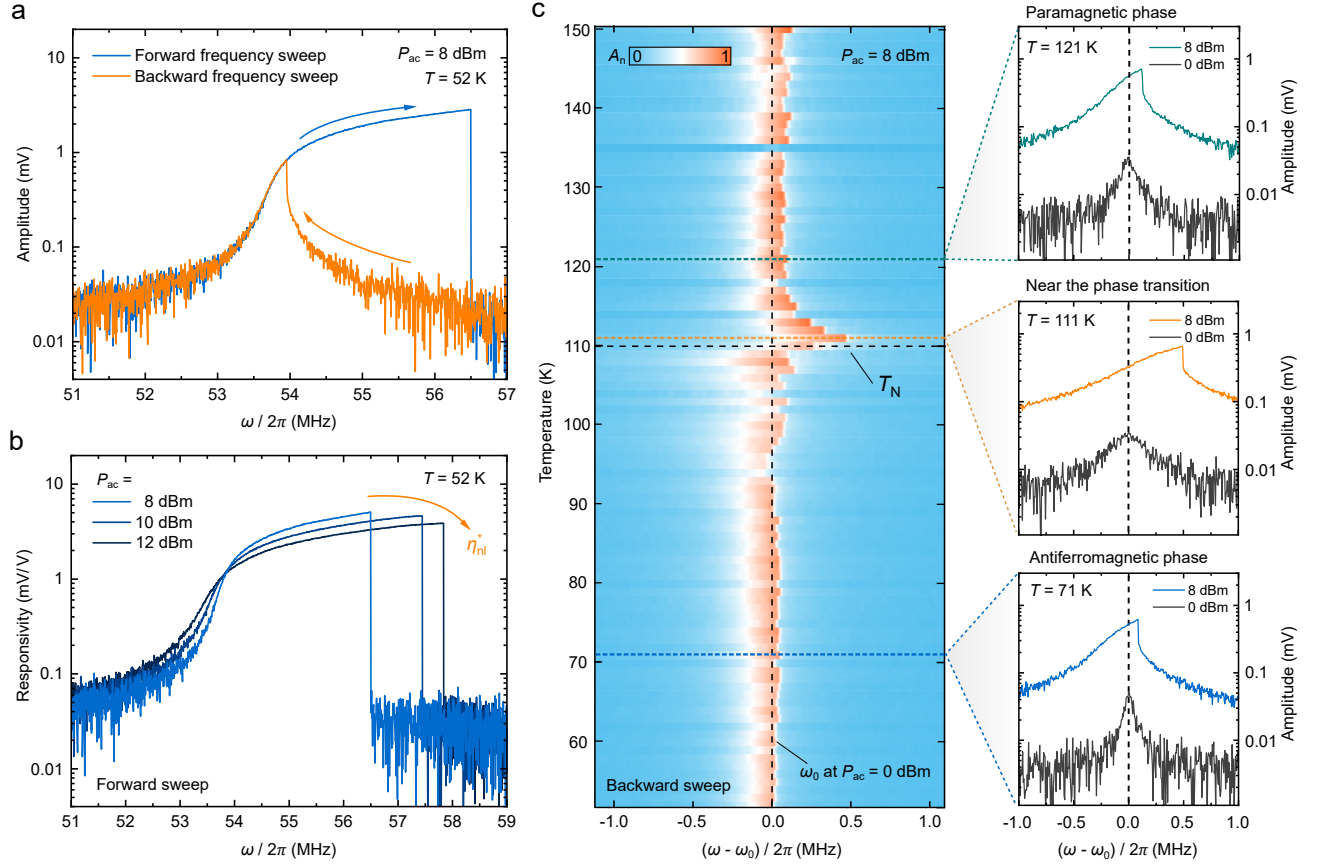 a
Forward frequency sweep
Backward frequency sweep
P_ac = 8 dBm
T = 52 K
10
1
0.1
0.01
Amplitude (mV)
51 52 53 54 55 56 57
ω / 2π (MHz)
b
P_ac =
8 dBm
10 dBm
12 dBm
T = 52 K
η*_nl
10
1
0.1
0.01
Responsivity (mV/V)
Forward sweep
51 52 53 54 55 56 57 58 59
ω / 2π (MHz)
c
A_n
0 1
P_ac = 8 dBm
150
140
130
120
110
100
90
80
70
60
Temperature (K)
T_N
ω₀ at P_ac = 0 dBm
Backward sweep
-1.0 -0.5 0.0 0.5 1.0
(ω - ω₀) / 2π (MHz)
Paramagnetic phase
T = 121 K
8 dBm
0 dBm
1
0.1
0.01
Amplitude (mV)
Near the phase transition
T = 111 K
8 dBm
0 dBm
1
0.1
0.01
Amplitude (mV)
Antiferromagnetic phase
T = 71 K
8 dBm
0 dBm
1
0.1
0.01
Amplitude (mV)
-1.0 -0.5 0.0 0.5 1.0
(ω - ω₀) / 2π (MHz)